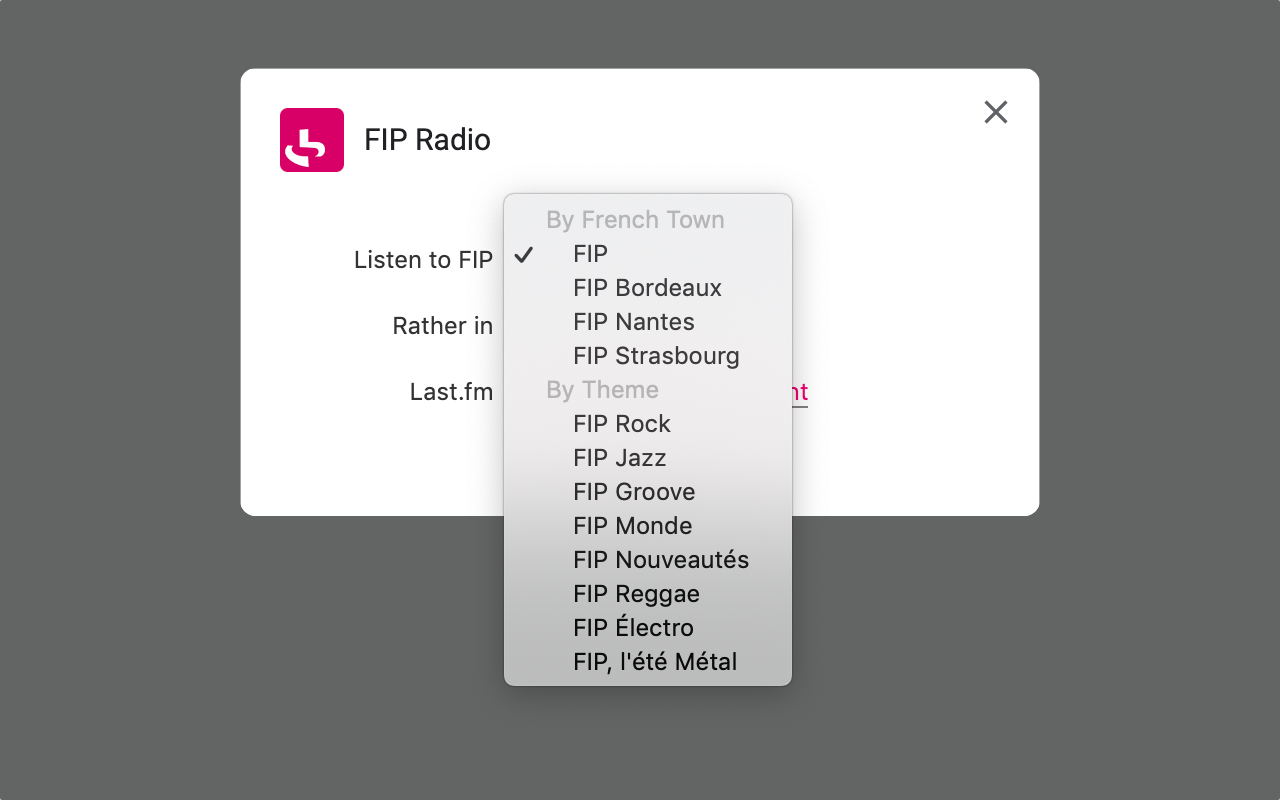 FIP Radio
By French Town
Listen to FIP
FIP
FIP Bordeaux
Rather in
FIP Nantes
FIP Strasbourg
By Theme
Last.fm
FIP Rock
FIP Jazz
FIP Groove
FIP Monde
FIP Nouveautés
FIP Reggae
FIP Électro
FIP, l'été Métal